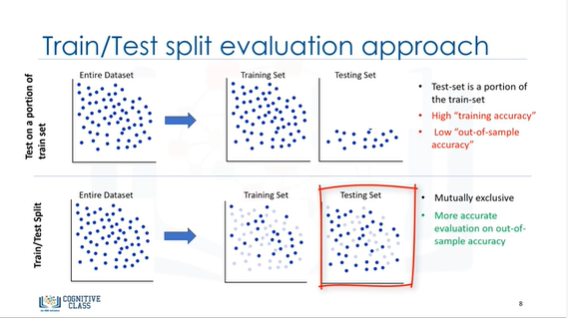 Train/Test split evaluation approach
Test on a portion of
train set
Entire Dataset
Training Set
Testing Set
• Test-set is a portion of
the train-set
• High “training accuracy”
• Low “out-of-sample
accuracy”
Train/Test Split
Entire Dataset
Training Set
Testing Set
• Mutually exclusive
• More accurate
evaluation on out-of-
sample accuracy
COGNITIVE
CLASS
8